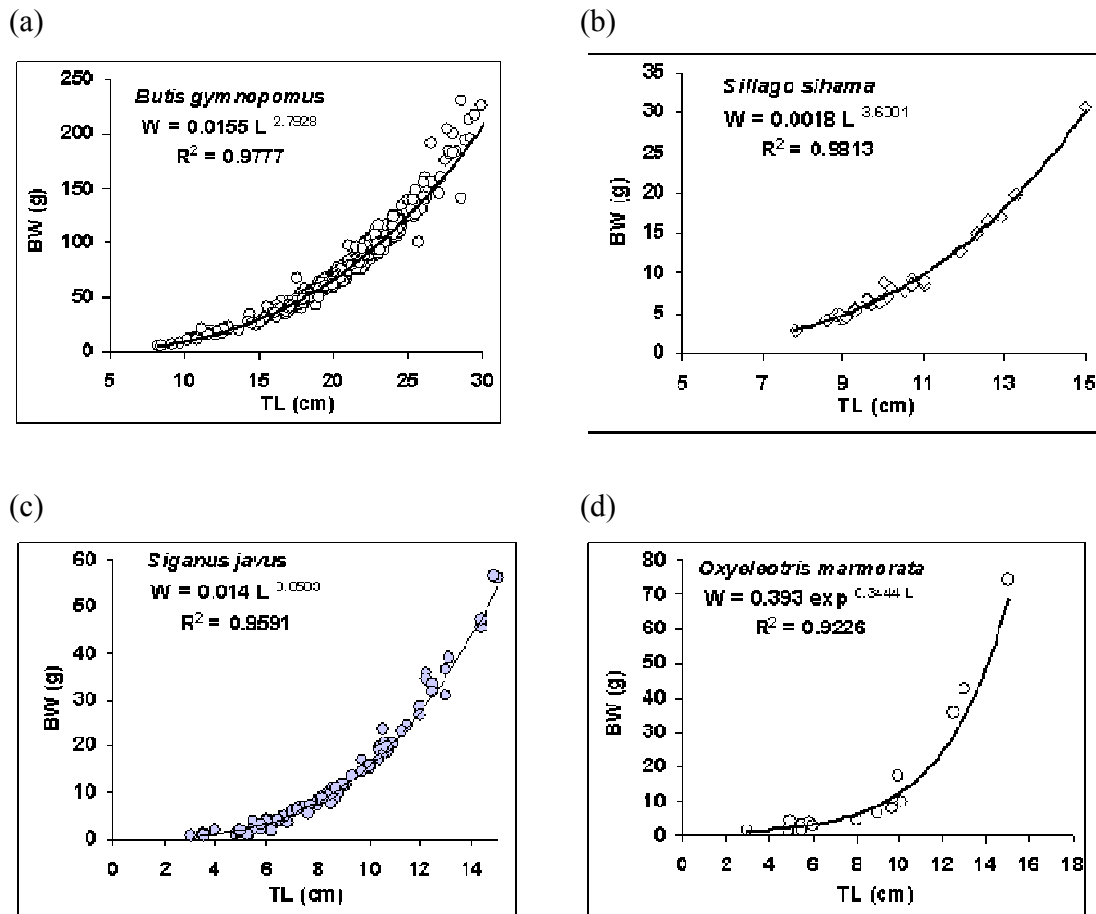 (a)
(b)
Butis gymnopomus
W = 0.0155 L 2.7928
R2 = 0.9777
BW (g)
250
200
150
100
50
0
5 10 15 20 25 30
TL (cm)
Sillago sihama
W = 0.0018 L
R2 = 0.9813
BW (g)
35
30
25
20
15
10
5
0
5 7 9 11 13 15
TL (cm)
(c)
(d)
Siganus javus
W = 0.014 L
R2 = 0.9591
BW (g)
60
50
40
30
20
10
0
0 2 4 6 8 10 12 14
TL (cm)
Oxyeleotris marmorata
W = 0.393 exp 0.3444 L
R2 = 0.9226
BW (g)
80
70
60
50
40
30
20
10
0
0 2 4 6 8 10 12 14 16 18
TL (cm)